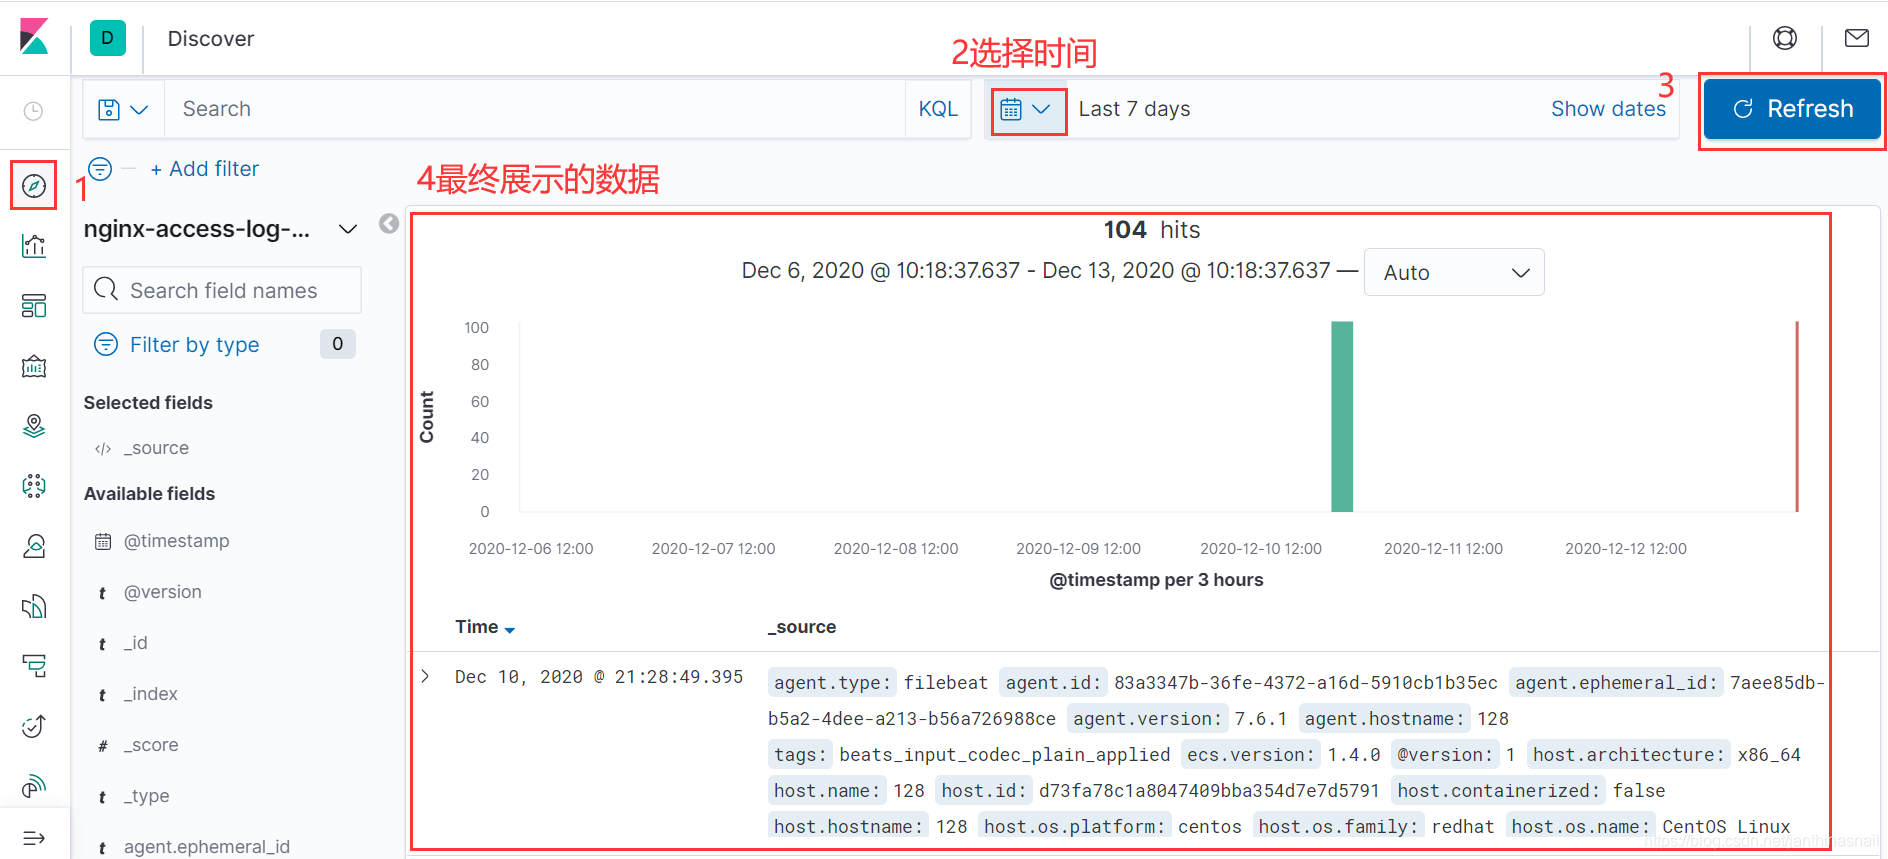 D
Discover
2选择时间
Search
KQL
Last 7 days
Show dates
3
Refresh
+ Add filter
1
4最终展示的数据
nginx-access-log-...
104 hits
Dec 6, 2020 @ 10:18:37.637 - Dec 13, 2020 @ 10:18:37.637 —
Auto
Search field names
Filter by type
0
Selected fields
</> _source
Available fields
@timestamp
t @version
t _id
t _index
# _score
t _type
t agent.ephemeral_id
Count
100
80
60
40
20
0
2020-12-06 12:00
2020-12-07 12:00
2020-12-08 12:00
2020-12-09 12:00
2020-12-10 12:00
2020-12-11 12:00
2020-12-12 12:00
@timestamp per 3 hours
Time
_source
Dec 10, 2020 @ 21:28:49.395
agent.type: filebeat agent.id: 83a3347b-36fe-4372-a16d-5910cb1b35ec agent.ephemeral_id: 7aee85db-
b5a2-4dee-a213-b56a726988ce agent.version: 7.6.1 agent.hostname: 128
tags: beats_input_codec_plain_applied ecs.version: 1.4.0 @version: 1 host.architecture: x86_64
host.name: 128 host.id: d73fa78c1a8047409bba354d7e7d5791 host.containerized: false
host.hostname: 128 host.os.platform: centos host.os.family: redhat host.os.name: CentOS Linux
https://blog.csdn.net/janthinasnail